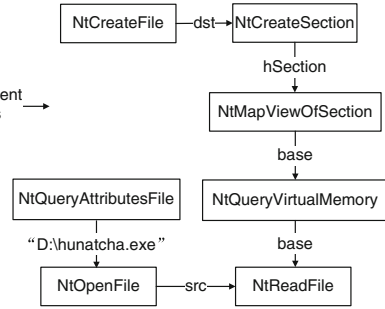 NtCreateFile
dst
NtCreateSection
hSection
ent
NtMapViewOfSection
base
NtQueryAttributesFile
NtQueryVirtualMemory
“D:\hunatcha.exe”
base
NtOpenFile
src
NtReadFile